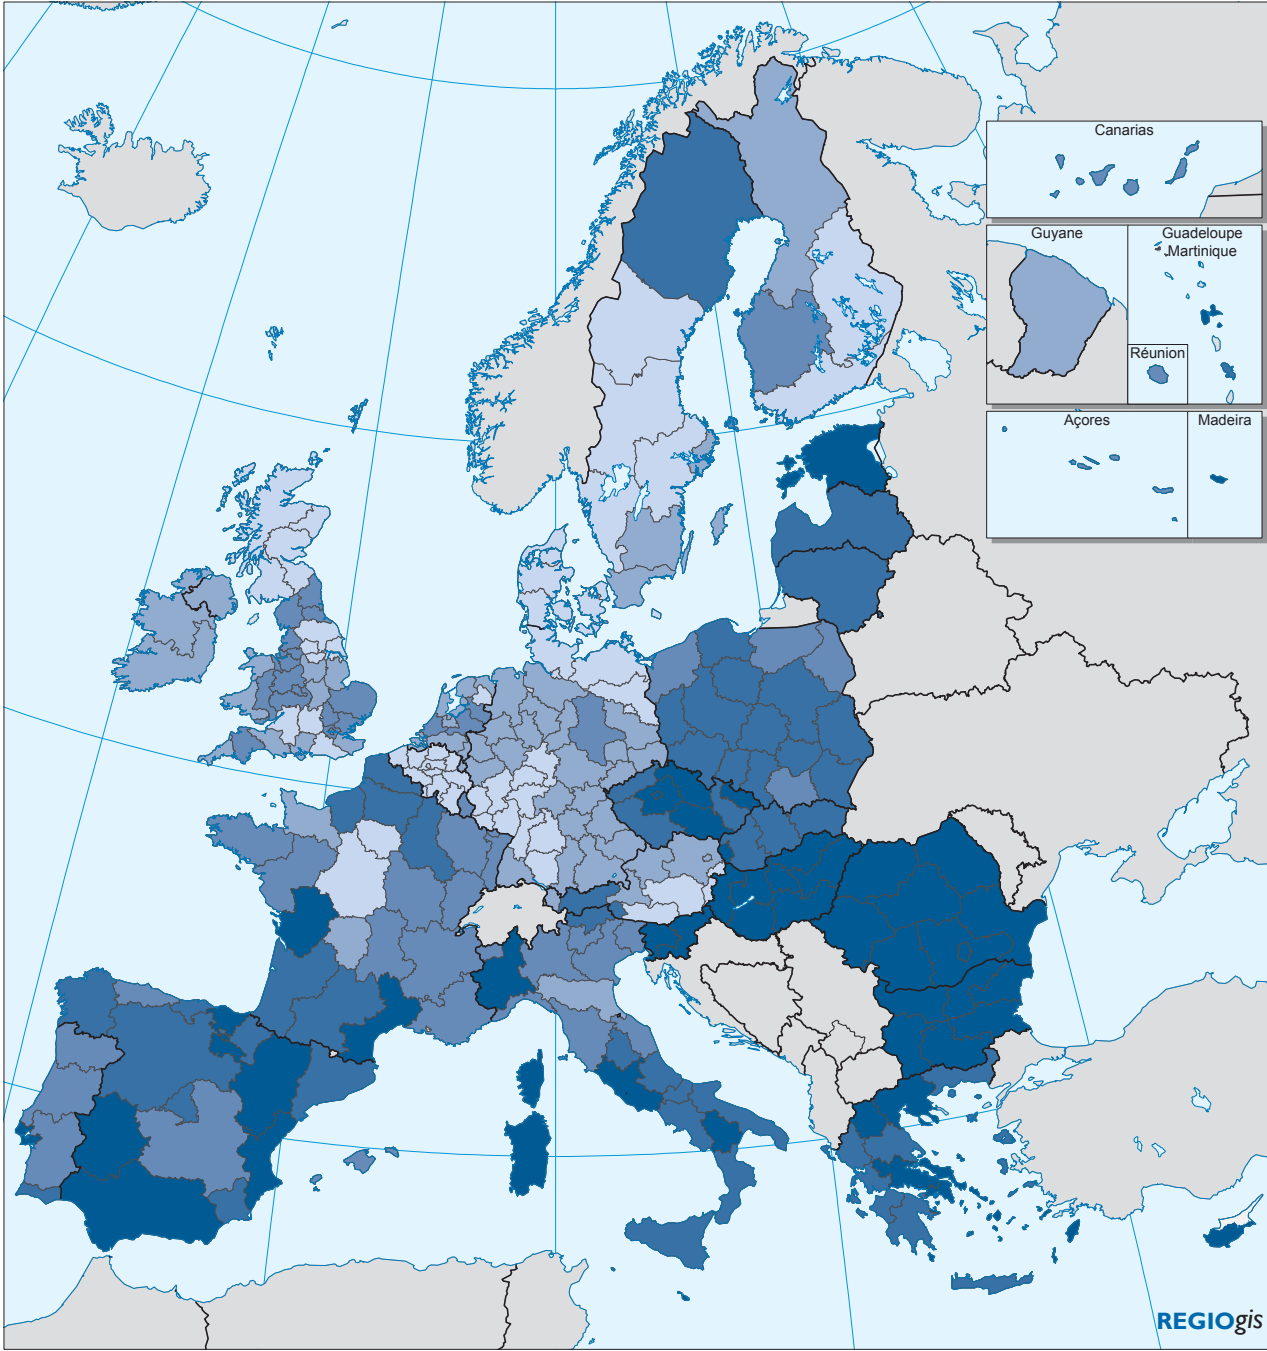 Canarias
Guyane
Guadeloupe
Martinique
Réunion
Açores
Madeira
REGIOgis